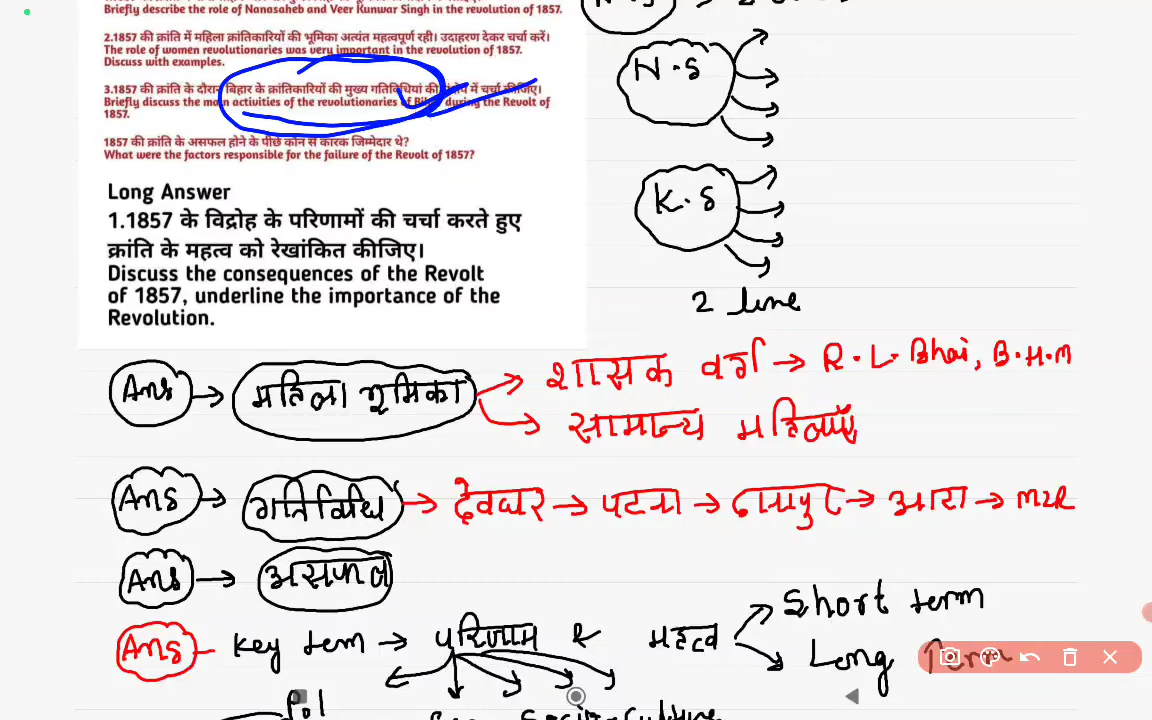 Briefly describe the role of Nanasaheb and Veer Kunwar Singh in the revolution of 1857.
2.1857 की क्रांति में महिला क्रांतिकारियों की भूमिका अत्यंत महत्वपूर्ण रही। उदाहरण देकर चर्चा करें।
The role of women revolutionaries was very important in the revolution of 1857.
Discuss with examples.
3.1857 की क्रांति के दौरान बिहार के क्रांतिकारियों की मुख्य गतिविधियां की में चर्चा कीजिए।
Briefly discuss the main activities of the revolutionaries of Bihar during the Revolt of
1857.
1857 की क्रांति के असफल होने के पीछे कौन से कारक जिम्मेदार थे?
What were the factors responsible for the failure of the Revolt of 1857?
Long Answer
1.1857 के विद्रोह के परिणामों की चर्चा करते हुए
क्रांति के महत्व को रेखांकित कीजिए।
Discuss the consequences of the Revolt
of 1857, underline the importance of the
Revolution.
N.S
K.S
2 line
Ans → महिला भूमिका
शासक वर्ग → R.L. Bhai, B.H.M
सामान्य महिलाएँ
Ans → गतिविधि → देवघर → पटना → दानापुर → आरा → MZR
Ans → असफल
Ans - Key term → परिणाम & महत्व
Short term
Long Term
Pol